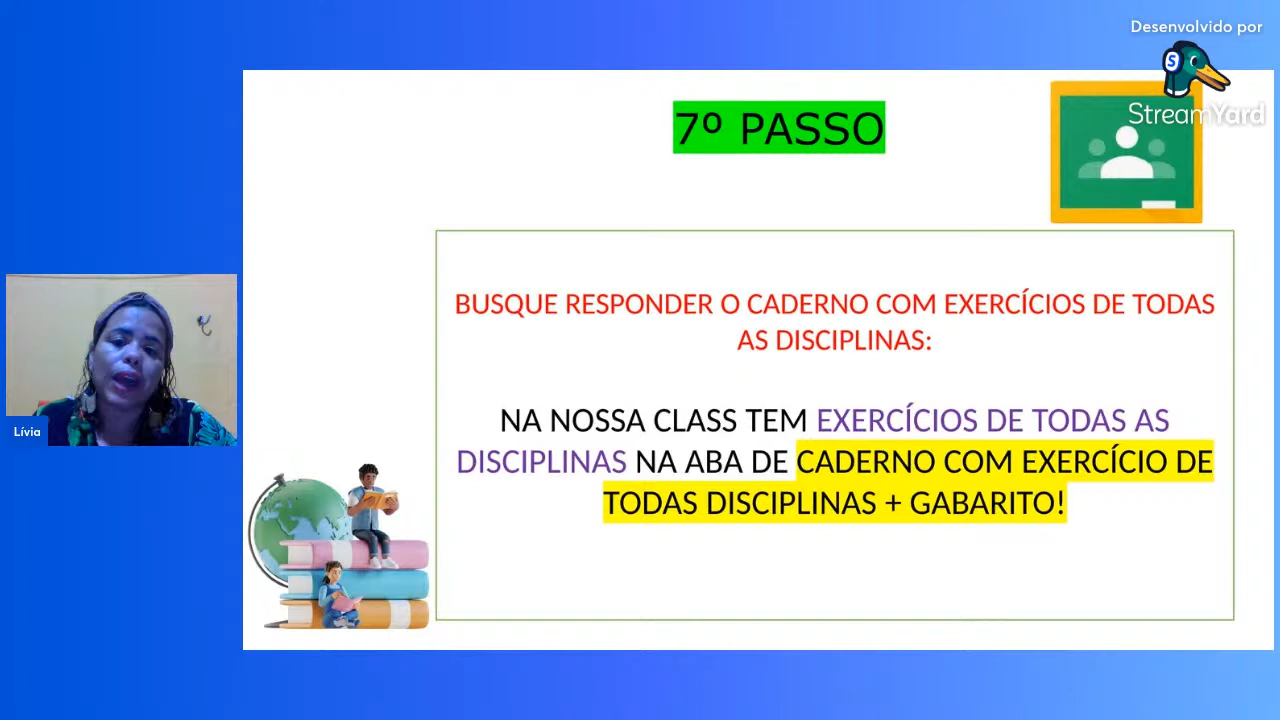 Desenvolvido por
StreamYard
7º PASSO
BUSQUE RESPONDER O CADERNO COM EXERCÍCIOS DE TODAS
AS DISCIPLINAS:
NA NOSSA CLASS TEM EXERCÍCIOS DE TODAS AS
DISCIPLINAS NA ABA DE CADERNO COM EXERCÍCIO DE
TODAS DISCIPLINAS + GABARITO!
Lívia